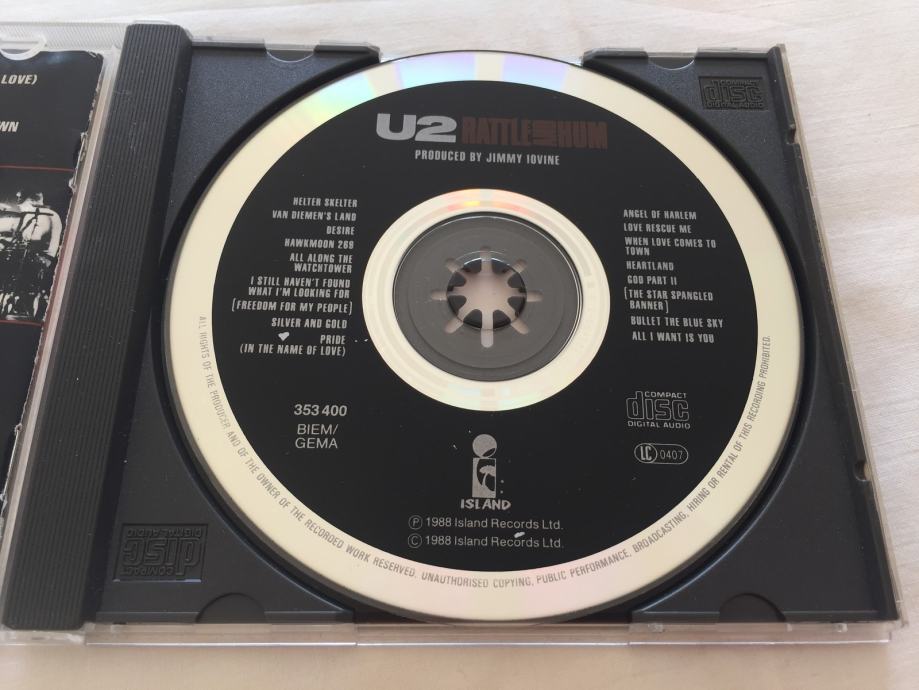 LOVE)
WN
COMPACT
disc
DIGITAL AUDIO
U2 RATTLE AND HUM
PRODUCED BY JIMMY IOVINE
HELTER SKELTER
VAN DIEMEN'S LAND
DESIRE
HAWKMOON 269
ALL ALONG THE
WATCHTOWER
I STILL HAVEN'T FOUND
WHAT I'M LOOKING FOR
[FREEDOM FOR MY PEOPLE]
SILVER AND GOLD
PRIDE
(IN THE NAME OF LOVE)
ANGEL OF HARLEM
LOVE RESCUE ME
WHEN LOVE COMES TO
TOWN
HEARTLAND
GOD PART II
[THE STAR SPANGLED
BANNER]
BULLET THE BLUE SKY
ALL I WANT IS YOU
353 400
BIEM/
GEMA
COMPACT
disc
DIGITAL AUDIO
LC 0407
ISLAND
℗ 1988 Island Records Ltd.
© 1988 Island Records Ltd.
ALL RIGHTS OF THE PRODUCER AND OF THE OWNER OF THE RECORDED WORK RESERVED. UNAUTHORISED COPYING, PUBLIC PERFORMANCE, BROADCASTING, HIRING OR RENTAL OF THIS RECORDING PROHIBITED.
COMPACT
disc
DIGITAL AUDIO